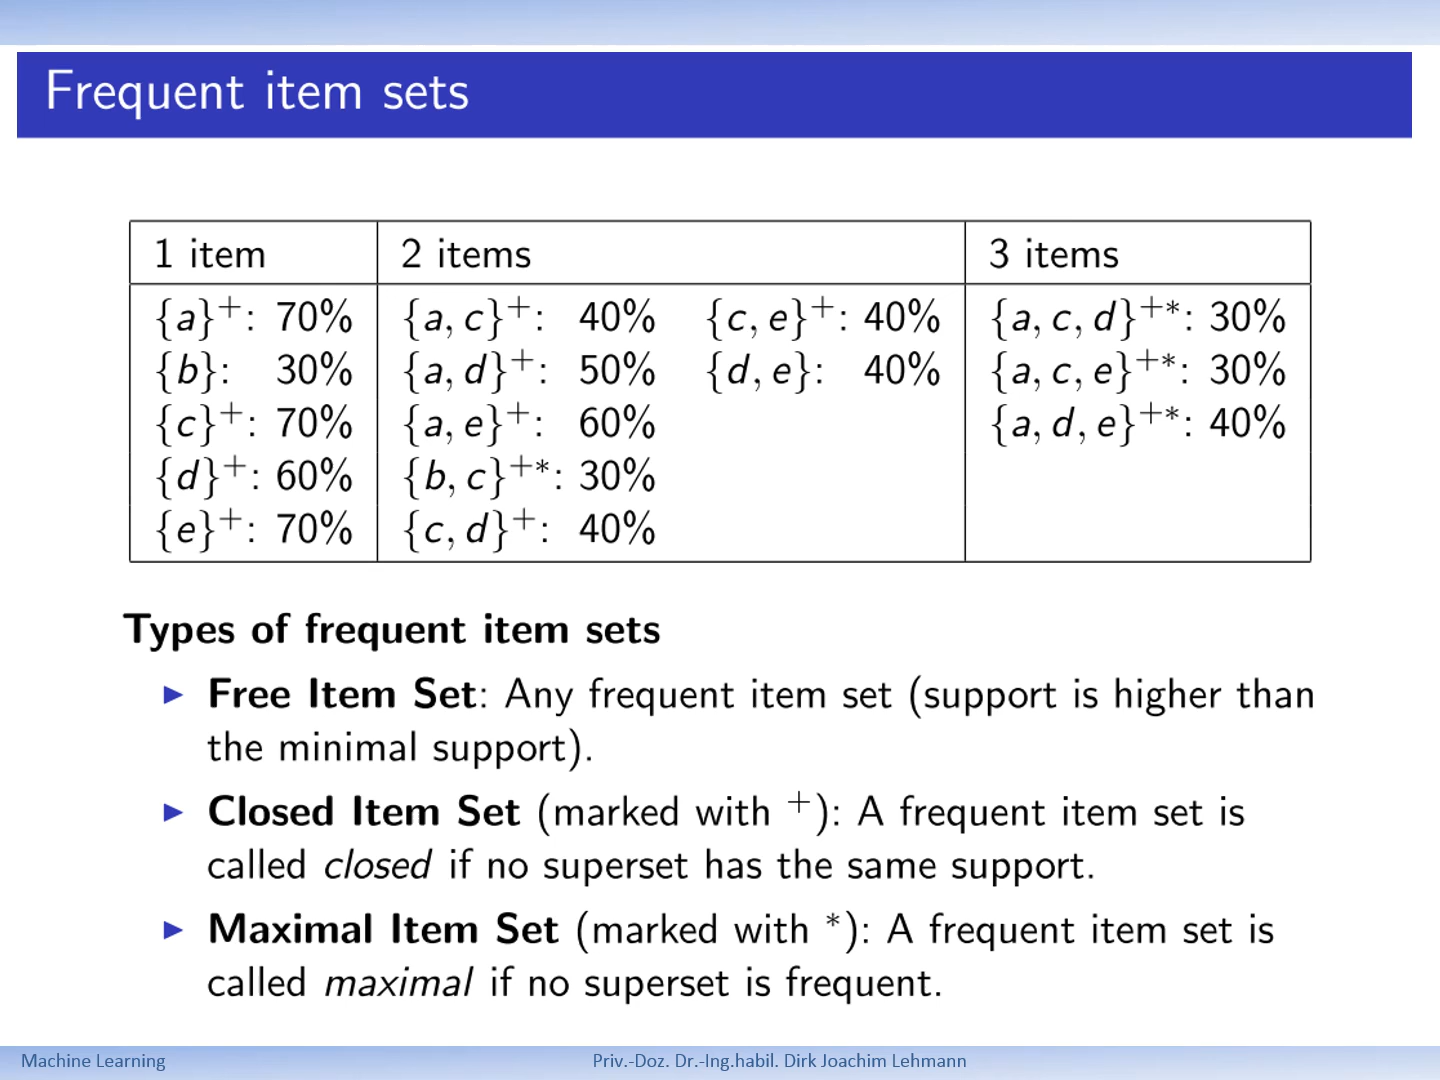 Frequent item sets
1 item 2 items 3 items
{a}⁺: 70% {a, c}⁺: 40% {c, e}⁺: 40% {a, c, d}⁺*: 30%
{b}: 30% {a, d}⁺: 50% {d, e}: 40% {a, c, e}⁺*: 30%
{c}⁺: 70% {a, e}⁺: 60% {a, d, e}⁺*: 40%
{d}⁺: 60% {b, c}⁺*: 30%
{e}⁺: 70% {c, d}⁺: 40%
Types of frequent item sets
▶ Free Item Set: Any frequent item set (support is higher than
the minimal support).
▶ Closed Item Set (marked with ⁺): A frequent item set is
called closed if no superset has the same support.
▶ Maximal Item Set (marked with *): A frequent item set is
called maximal if no superset is frequent.
Machine Learning Priv.-Doz. Dr.-Ing.habil. Dirk Joachim Lehmann